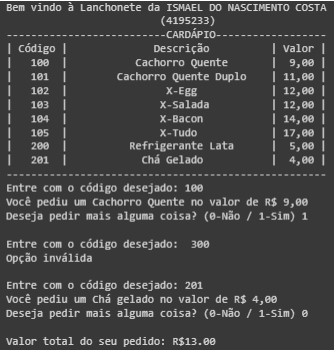 Bem vindo à Lanchonete da ISMAEL DO NASCIMENTO COSTA
(4195233)
--------------------------CARDÁPIO------------------
| Código | Descrição | Valor |
| 100 | Cachorro Quente | 9,00 |
| 101 | Cachorro Quente Duplo | 11,00 |
| 102 | X-Egg | 12,00 |
| 103 | X-Salada | 12,00 |
| 104 | X-Bacon | 14,00 |
| 105 | X-Tudo | 17,00 |
| 200 | Refrigerante Lata | 5,00 |
| 201 | Chá Gelado | 4,00 |
----------------------------------------------------
Entre com o código desejado: 100
Você pediu um Cachorro Quente no valor de R$ 9,00
Deseja pedir mais alguma coisa? (0-Não / 1-Sim) 1
Entre com o código desejado:  300
Opção inválida
Entre com o código desejado: 201
Você pediu um Chá gelado no valor de R$ 4,00
Deseja pedir mais alguma coisa? (0-Não / 1-Sim) 0
Valor total do seu pedido: R$13.00